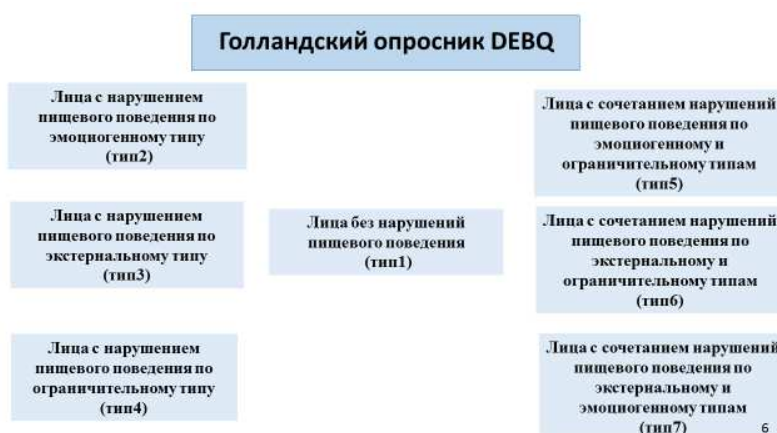 Голландский опросник DEBQ
Лица с нарушением
пищевого поведения по
эмоциогенному типу
(тип2)
Лица с нарушением
пищевого поведения по
экстернальному типу
(тип3)
Лица с нарушением
пищевого поведения по
ограничительному типу
(тип4)
Лица без нарушений
пищевого поведения
(тип1)
Лица с сочетанием нарушений
пищевого поведения по
эмоциогенному и
ограничительному типам
(тип5)
Лица с сочетанием нарушений
пищевого поведения по
экстернальному и
ограничительному типам
(тип6)
Лица с сочетанием нарушений
пищевого поведения по
экстернальному и
эмоциогенному типам
(тип7)
6